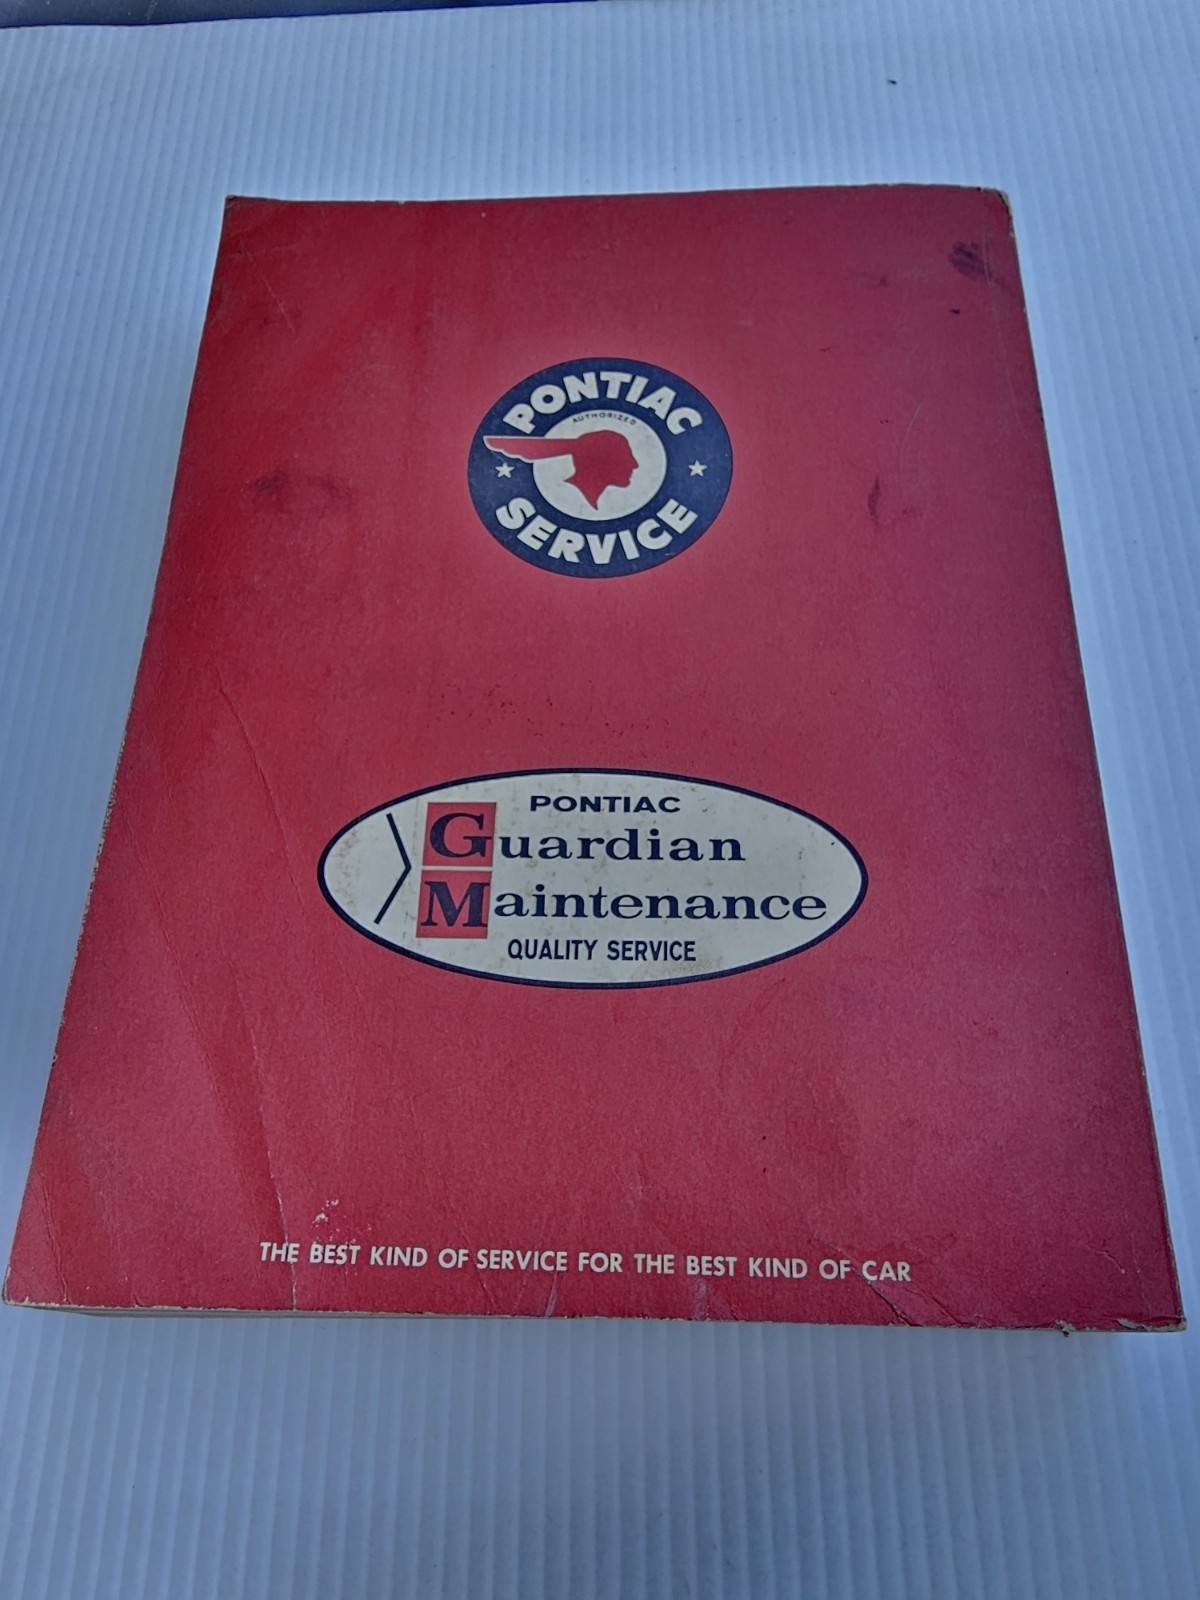 PONTIAC
AUTHORIZED
SERVICE
PONTIAC
Guardian
Maintenance
QUALITY SERVICE
THE BEST KIND OF SERVICE FOR THE BEST KIND OF CAR